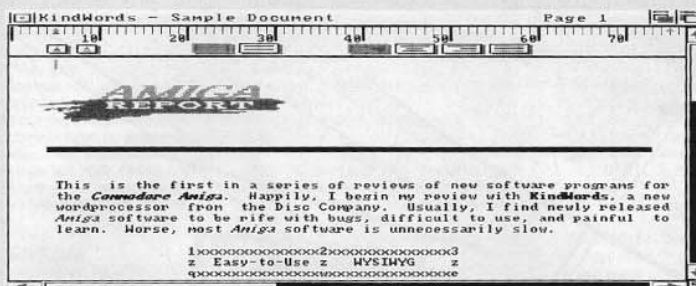 KindWords - Sample Document Page 1
10 20 30 40 50 60 70
AMIGA
REPORT
This is the first in a series of reviews of new software programs for
the Commodore Amiga. Happily, I begin my review with KindWords, a new
wordprocessor from the Disc Company. Usually, I find newly released
Amiga software to be rife with bugs, difficult to use, and painful to
learn. Worse, most Amiga software is unnecessarily slow.
1xxxxxxxxxxxxxxx2xxxxxxxxxxxxxxx3
z Easy-to-Use z WYSIWYG z
qxxxxxxxxxxxxxxxwxxxxxxxxxxxxxxxe